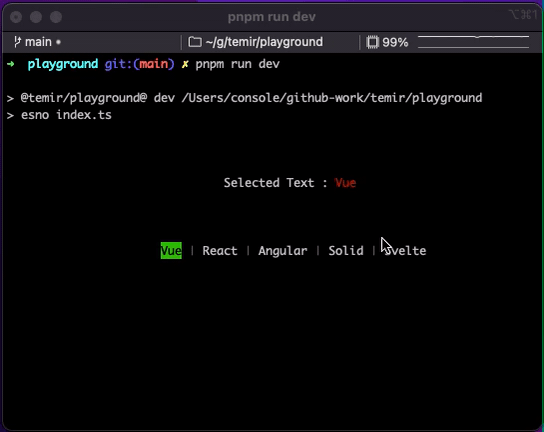 pnpm run dev
⌥⌘1
main • ~/g/temir/playground 99%
→ playground git:(main) ✗ pnpm run dev
> @temir/playground@ dev /Users/console/github-work/temir/playground
> esno index.ts
Selected Text : Vue
Vue | React | Angular | Solid | Svelte